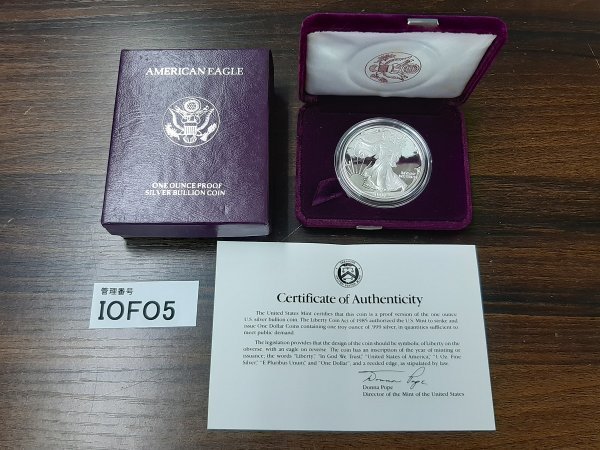 AMERICAN EAGLE
ONE OUNCE PROOF
SILVER BULLION COIN
管理番号
IOFO5
Certificate of Authenticity
The United States Mint certifies that this coin is a proof version of the one ounce
U.S. silver bullion coin. The Liberty Coin Act of 1985 authorized the U.S. Mint to strike and
issue One Dollar Coins containing one troy ounce of .999 silver, in quantities sufficient to
meet public demand.
The legislation provides that the design of the coin should be symbolic of Liberty on the
obverse, with an eagle on reverse. The coin has an inscription of the year of minting or
issuance; the words "Liberty," "In God We Trust," "United States of America," "1 Oz. Fine
Silver," "E Pluribus Unum," and "One Dollar", and a reeded edge, as stipulated by law.
Donna Pope
Donna Pope
Director of the Mint of the United States